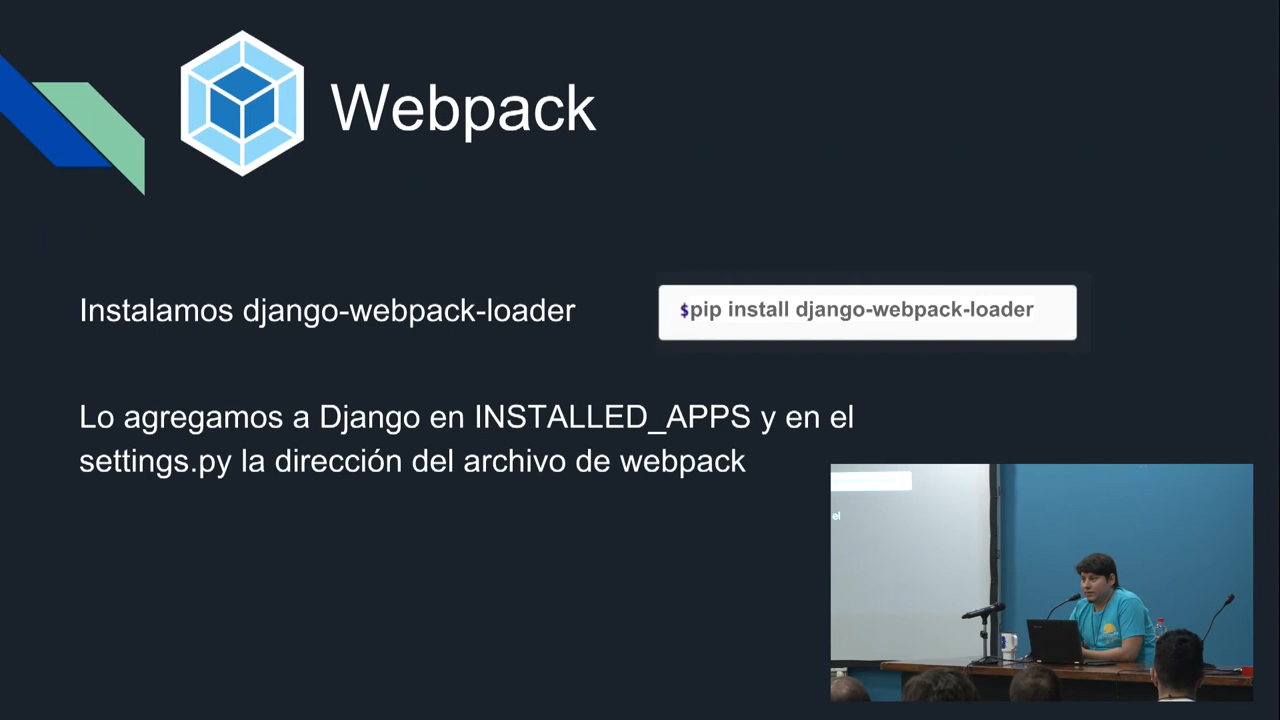 Webpack
Instalamos django-webpack-loader
$pip install django-webpack-loader
Lo agregamos a Django en INSTALLED_APPS y en el
settings.py la dirección del archivo de webpack
el